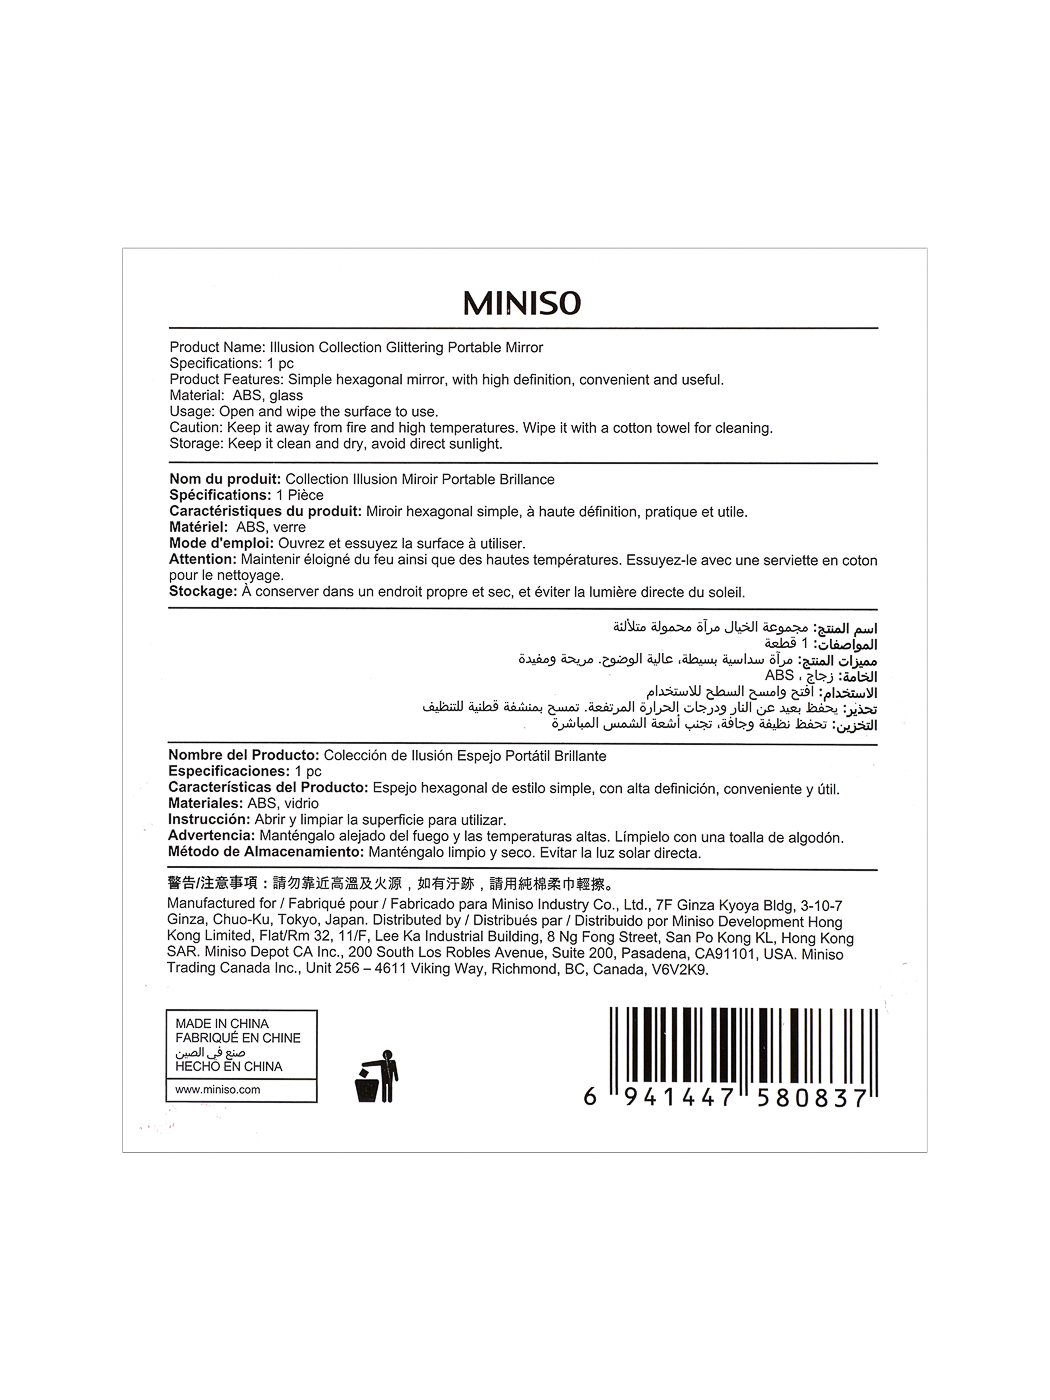 MINISO
Product Name: Illusion Collection Glittering Portable Mirror
Specifications: 1 pc
Product Features: Simple hexagonal mirror, with high definition, convenient and useful.
Material: ABS, glass
Usage: Open and wipe the surface to use.
Caution: Keep it away from fire and high temperatures. Wipe it with a cotton towel for cleaning.
Storage: Keep it clean and dry, avoid direct sunlight.
Nom du produit: Collection Illusion Miroir Portable Brillance
Spécifications: 1 Pièce
Caractéristiques du produit: Miroir hexagonal simple, à haute définition, pratique et utile.
Matériel: ABS, verre
Mode d'emploi: Ouvrez et essuyez la surface à utiliser.
Attention: Maintenir éloigné du feu ainsi que des hautes températures. Essuyez-le avec une serviette en coton
pour le nettoyage.
Stockage: À conserver dans un endroit propre et sec, et éviter la lumière directe du soleil.
اسم المنتج: مجموعة الخيال مرآة محمولة متلألئة
المواصفات: 1 قطعة
مميزات المنتج: مرآة سداسية بسيطة، عالية الوضوح. مريحة ومفيدة
الخامة: زجاج ، ABS
الاستخدام: افتح وامسح السطح للاستخدام
تحذير: يحفظ بعيد عن النار ودرجات الحرارة المرتفعة. تمسح بمنشفة قطنية للتنظيف
التخزين: تحفظ نظيفة وجافة، تجنب أشعة الشمس المباشرة
Nombre del Producto: Colección de Ilusión Espejo Portátil Brillante
Especificaciones: 1 pc
Características del Producto: Espejo hexagonal de estilo simple, con alta definición, conveniente y útil.
Materiales: ABS, vidrio
Instrucción: Abrir y limpiar la superficie para utilizar.
Advertencia: Manténgalo alejado del fuego y las temperaturas altas. Límpielo con una toalla de algodón.
Método de Almacenamiento: Manténgalo limpio y seco. Evitar la luz solar directa.
警告/注意事項：請勿靠近高溫及火源，如有汙跡，請用純棉柔巾輕擦。
Manufactured for / Fabriqué pour / Fabricado para Miniso Industry Co., Ltd., 7F Ginza Kyoya Bldg, 3-10-7
Ginza, Chuo-Ku, Tokyo, Japan. Distributed by / Distribués par / Distribuido por Miniso Development Hong
Kong Limited, Flat/Rm 32, 11/F, Lee Ka Industrial Building, 8 Ng Fong Street, San Po Kong KL, Hong Kong
SAR. Miniso Depot CA Inc., 200 South Los Robles Avenue, Suite 200, Pasadena, CA91101, USA. Miniso
Trading Canada Inc., Unit 256 – 4611 Viking Way, Richmond, BC, Canada, V6V2K9.
MADE IN CHINA
FABRIQUÉ EN CHINE
صنع في الصين
HECHO EN CHINA
www.miniso.com
6 941447 580837